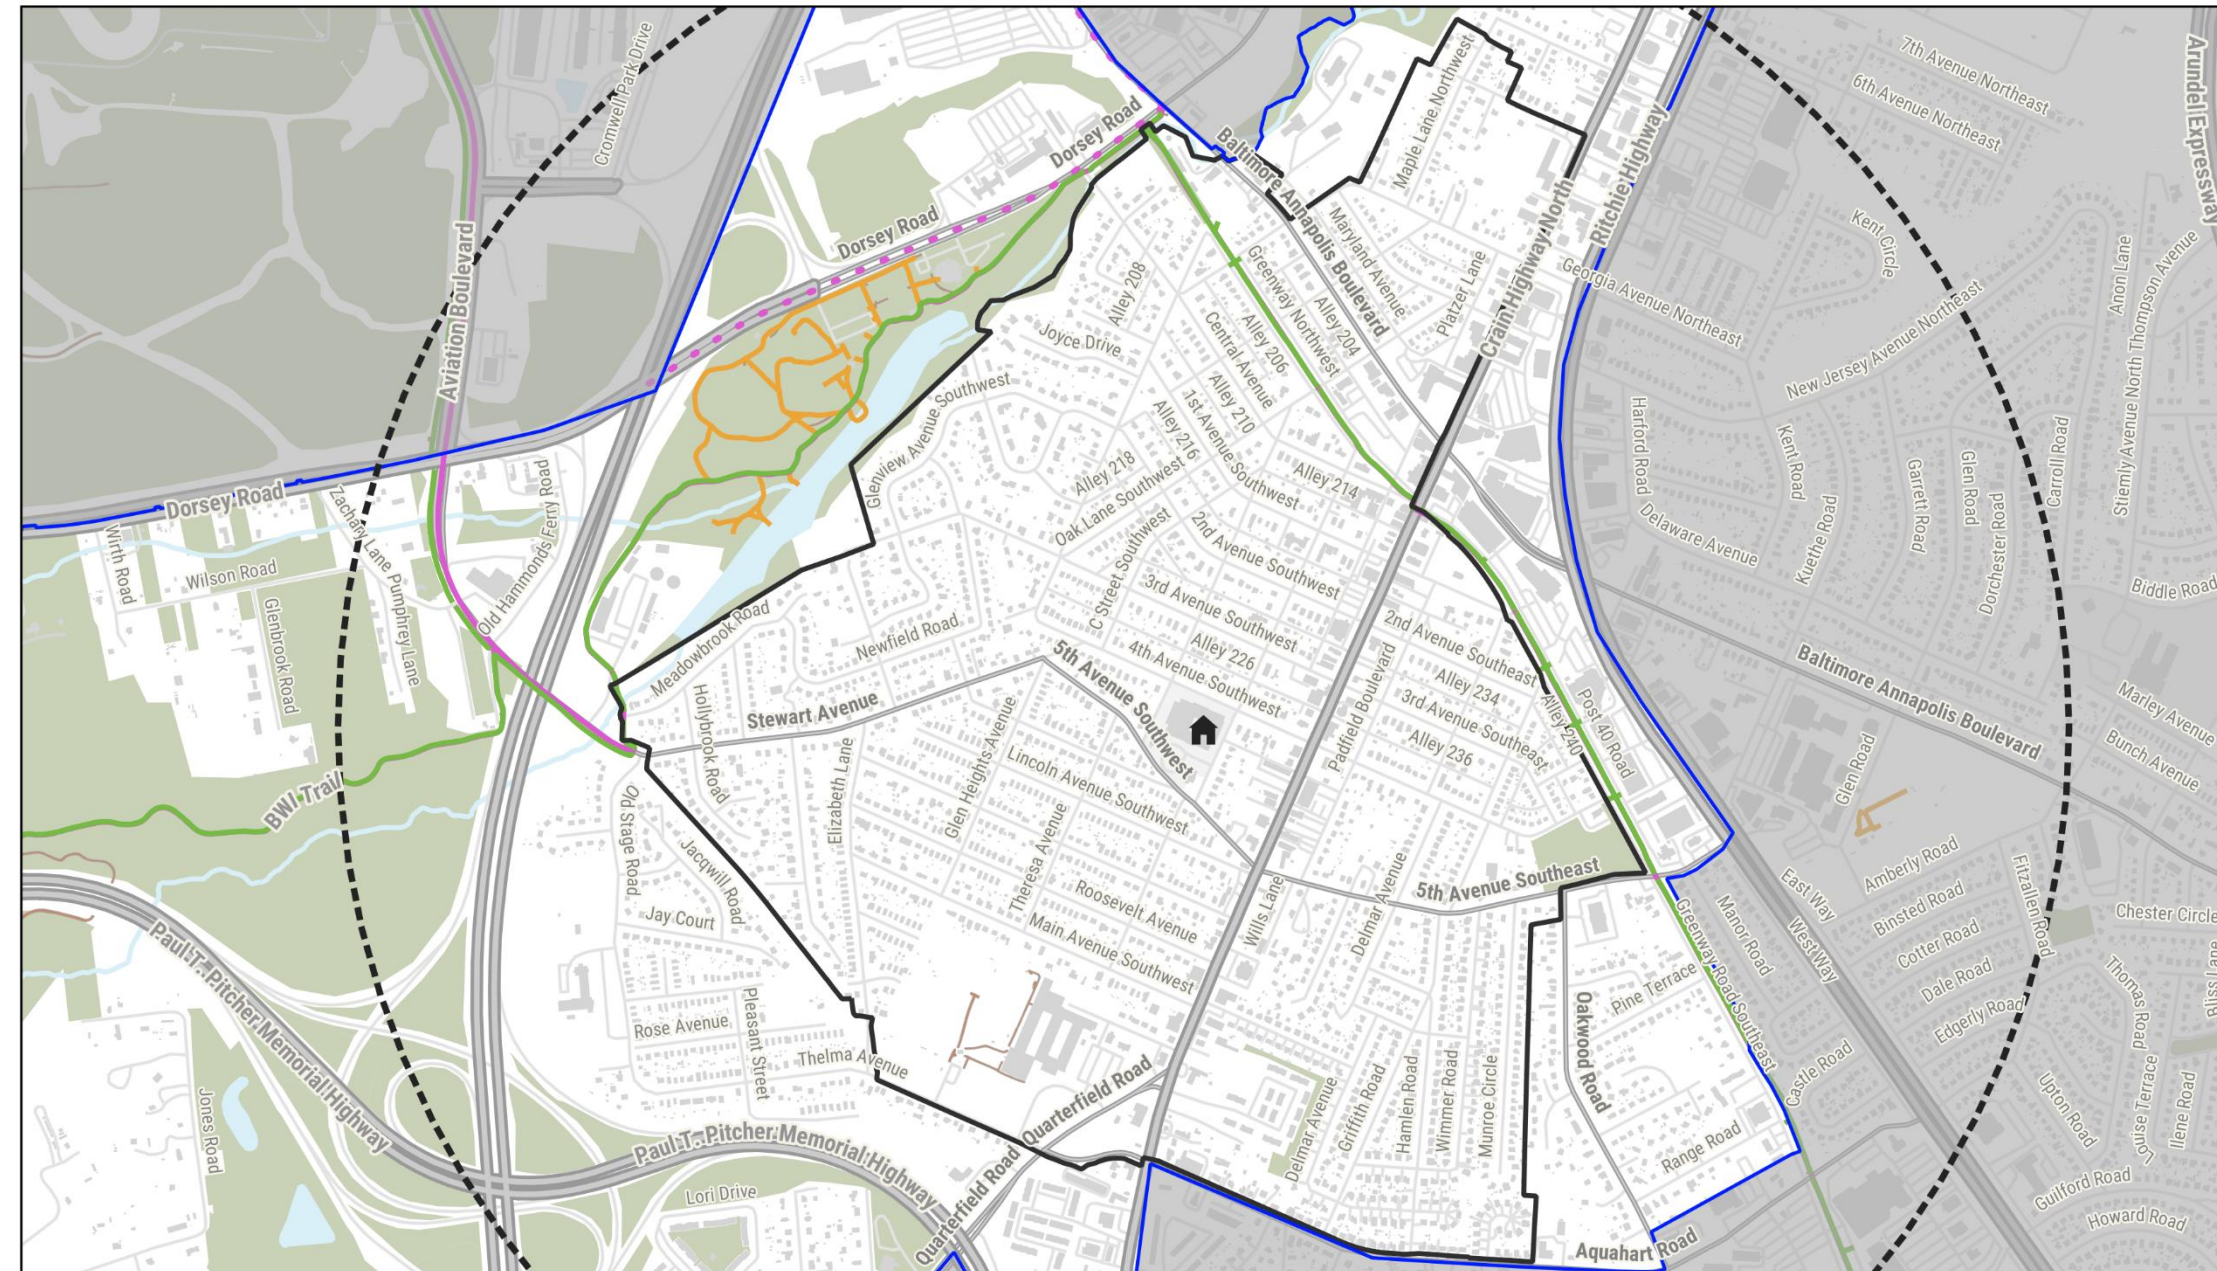 Cromwell Park Drive
7th Avenue Northeast
6th Avenue Northeast
Arundel Expressway
Maple Lane Northwest
Dorsey Road
Baltimore Annapolis Boulevard
Ritchie Highway
Crain Highway North
Aviation Boulevard
Dorsey Road
Maryland Avenue
Kent Circle
Anon Lane
Stiemly Avenue North Thompson Avenue
Greenway Northwest
Alley 208
Platzer Lane
Georgia Avenue Northeast
New Jersey Avenue Northeast
Joyce Drive
Central Avenue
Alley 206
Alley 204
Glenview Avenue Southwest
Alley 210
1st Avenue Southwest
Alley 216
Alley 218
Alley 214
Oak Lane Southwest
Harford Road
Kent Road
Garrett Road
Glen Road
Dorchester Road
Carroll Road
Dorsey Road
Zachary Lane
Pumphrey Lane
Old Hammonds Ferry Road
Wirth Road
Wilson Road
Glenbrook Road
C Street Southwest
2nd Avenue Southwest
3rd Avenue Southwest
Delaware Avenue
Kuethe Road
Biddle Road
Meadowbrook Road
Newfield Road
4th Avenue Southwest
Alley 226
5th Avenue Southwest
Padfield Boulevard
2nd Avenue Southeast
Alley 234
3rd Avenue Southeast
Alley 236
Alley 240
Post 40 Road
Baltimore Annapolis Boulevard
Marley Avenue
Bunch Avenue
Hollybrook Road
Stewart Avenue
Elizabeth Lane
Glen Heights Avenue
Lincoln Avenue Southwest
Theresa Avenue
Glen Road
BWI Trail
Old Stage Road
Jacqwill Road
Jay Court
Roosevelt Avenue
Main Avenue Southwest
Wills Lane
Delmar Avenue
5th Avenue Southeast
East Way
Amberly Road
Binsted Road
Fitzallen Road
Chester Circle
Cotter Road
Manor Road
West Way
Greenway Road Southeast
Paul T. Pitcher Memorial Highway
Rose Avenue
Pleasant Street
Thelma Avenue
Pine Terrace
Oakwood Road
Dale Road
Edgerly Road
Thomas Road
Bliss Lane
Castle Road
Jones Road
Paul T. Pitcher Memorial Highway
Quarterfield Road
Quarterfield Road
Lori Drive
Delmar Avenue
Griffith Road
Hamlen Road
Wimmer Road
Munroe Circle
Range Road
Upton Road
Louise Terrace
Ilene Road
Guilford Road
Howard Road
Aquahart Road